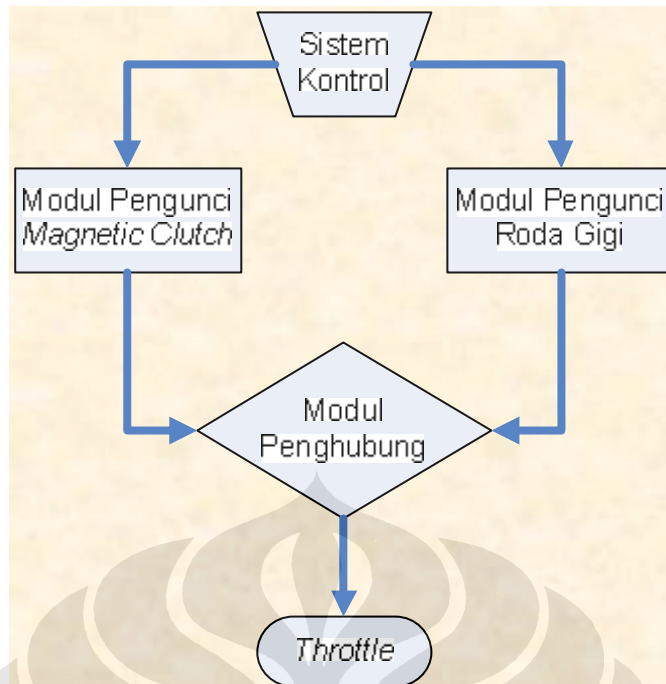 Sistem
Kontrol
Modul Pengunci
Magnetic Clutch
Modul Pengunci
Roda Gigi
Modul
Penghubung
Throttle